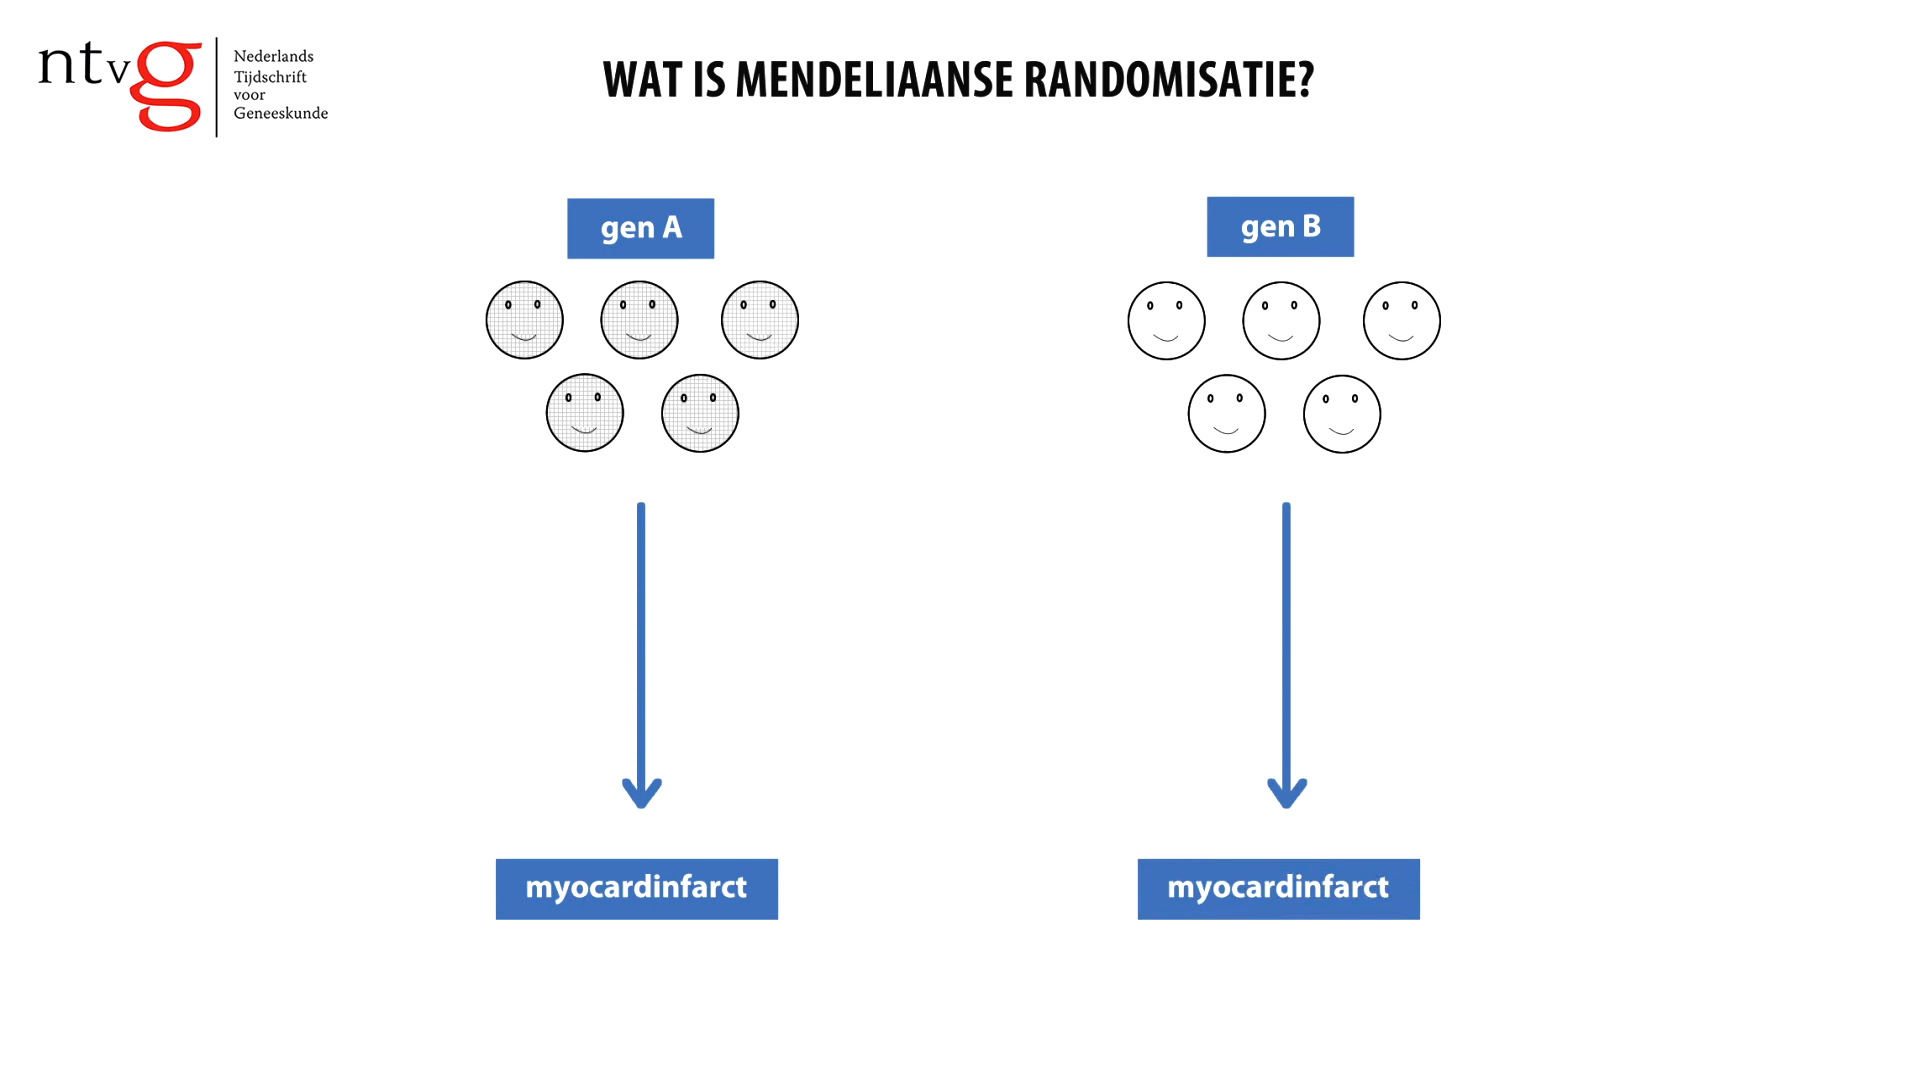 ntvg
Nederlands
Tijdschrift
voor
Geneeskunde
WAT IS MENDELIAANSE RANDOMISATIE?
gen A
gen B
myocardinfarct
myocardinfarct